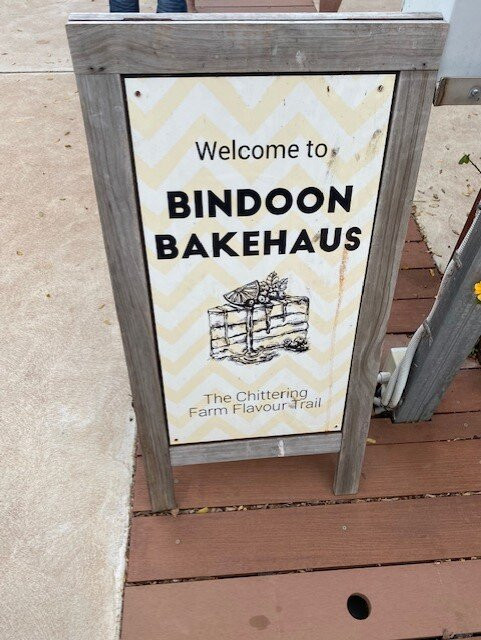 Welcome to
BINDOON
BAKEHAUS
The Chittering
Farm Flavour Trail